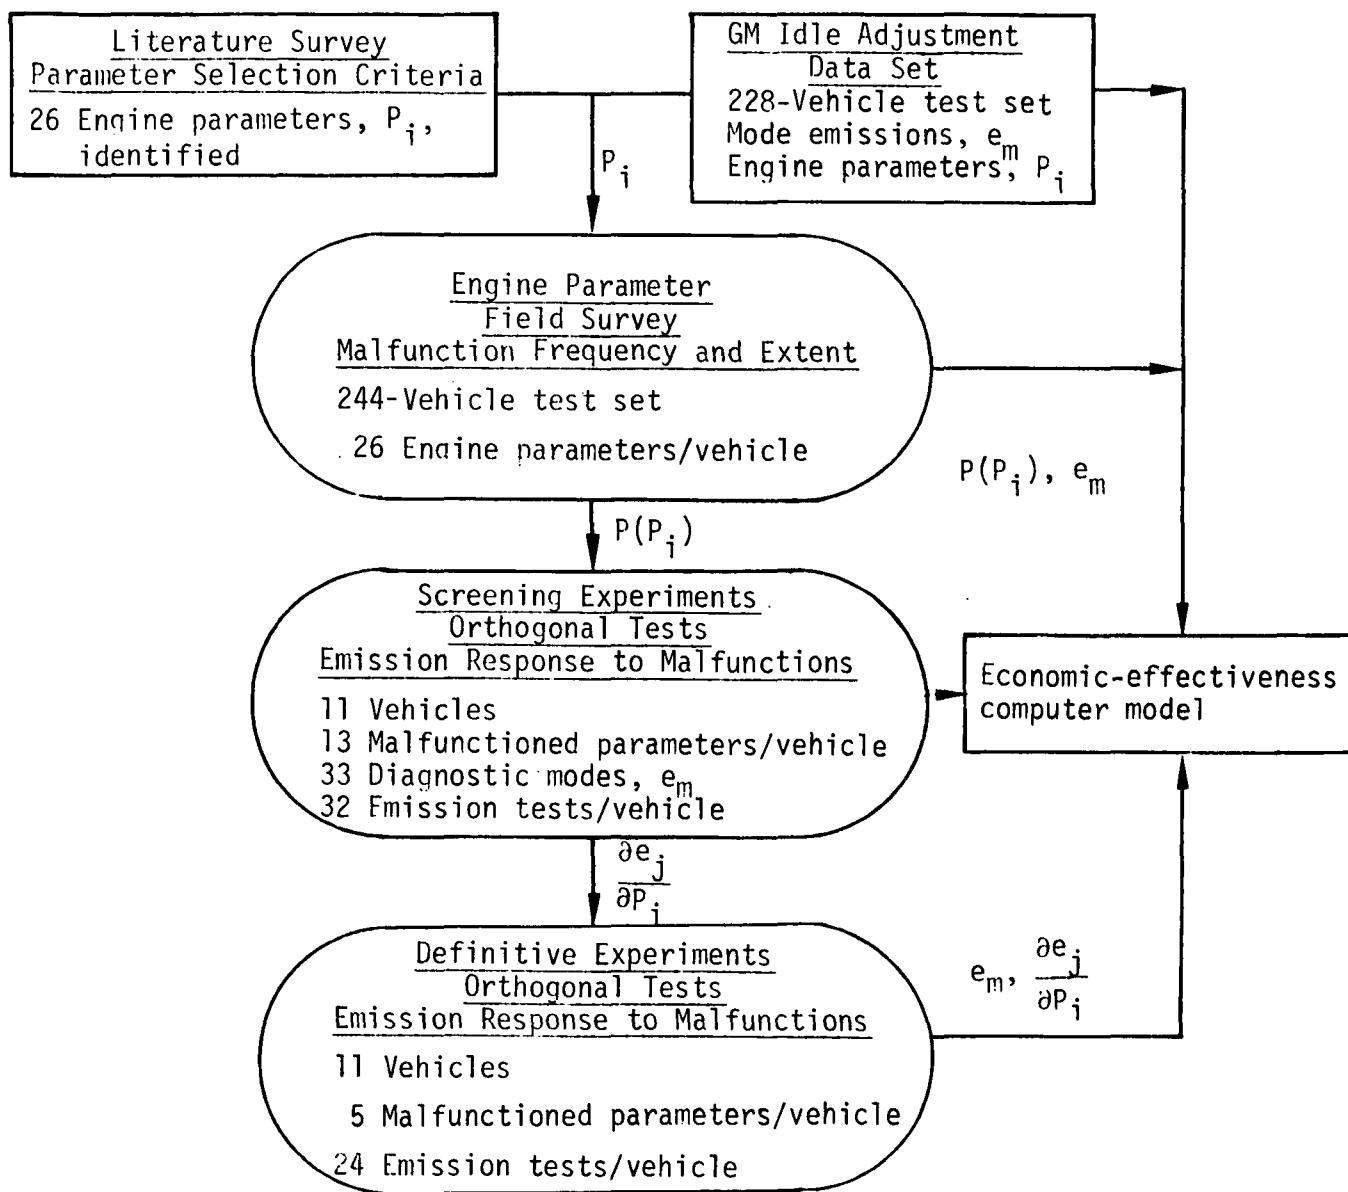 Literature Survey
Parameter Selection Criteria
26 Engine parameters, P_i,
identified
GM Idle Adjustment
Data Set
228-Vehicle test set
Mode emissions, e_m
Engine parameters, P_i
P_i
Engine Parameter
Field Survey
Malfunction Frequency and Extent
244-Vehicle test set
26 Engine parameters/vehicle
P(P_i), e_m
P(P_i)
Screening Experiments
Orthogonal Tests
Emission Response to Malfunctions
11 Vehicles
13 Malfunctioned parameters/vehicle
33 Diagnostic modes, e_m
32 Emission tests/vehicle
Economic-effectiveness
computer model
∂e_j
∂P_i
Definitive Experiments
Orthogonal Tests
Emission Response to Malfunctions
11 Vehicles
5 Malfunctioned parameters/vehicle
24 Emission tests/vehicle
e_m, ∂e_j
∂P_i